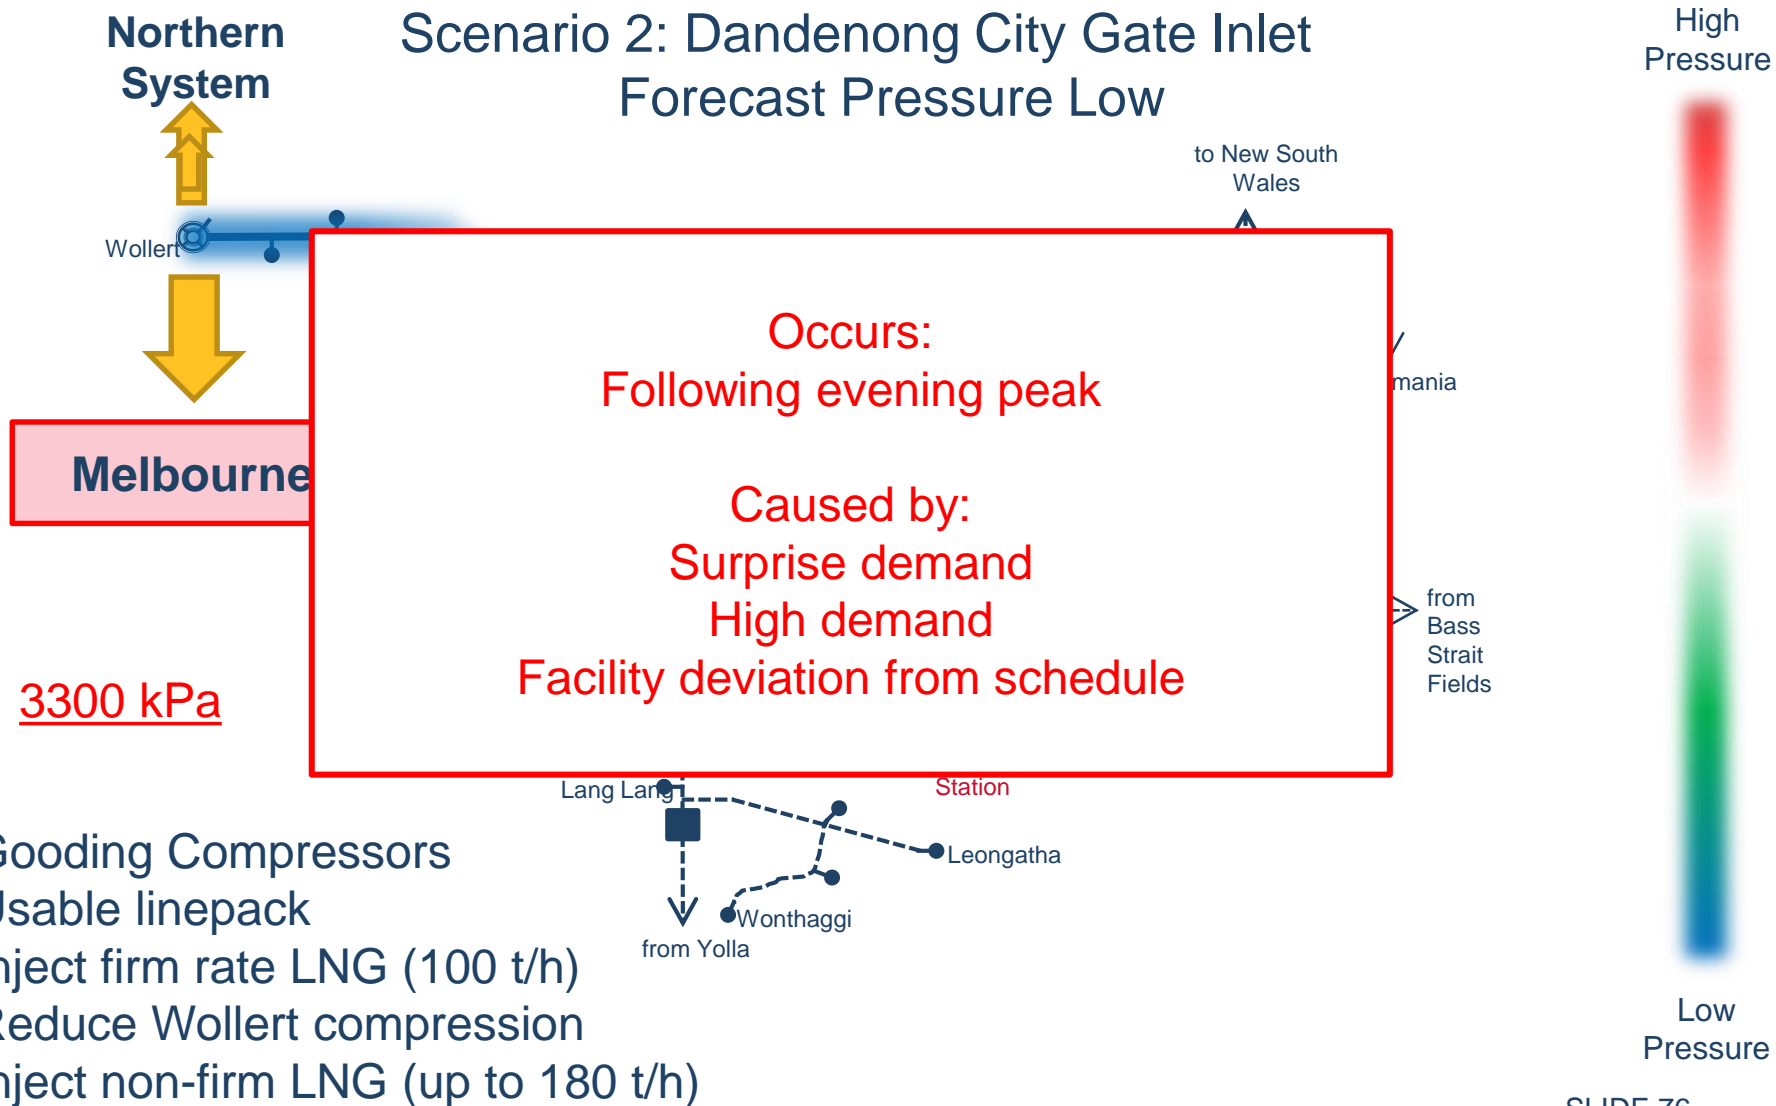 Northern
System
Scenario 2: Dandenong City Gate Inlet
Forecast Pressure Low
High
Pressure
to New South
Wales
Wollert
Occurs:
Following evening peak
Caused by:
Surprise demand
High demand
Facility deviation from schedule
mania
Melbourne
from
Bass
Strait
Fields
3300 kPa
Lang Lang
Station
Leongatha
Wonthaggi
from Yolla
Gooding Compressors
Usable linepack
nject firm rate LNG (100 t/h)
Reduce Wollert compression
nject non-firm LNG (up to 180 t/h)
Low
Pressure
SLIDE 76